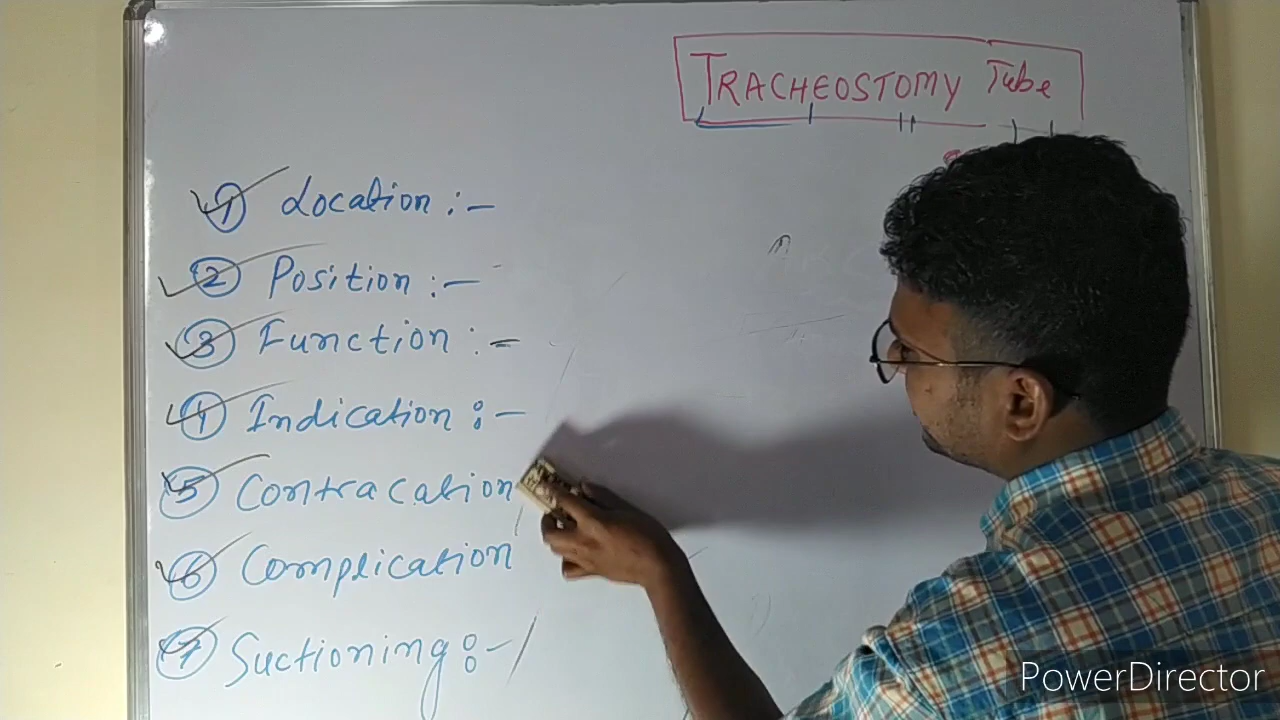 TRACHEOSTOMY Tube
1 Location :-
2 Position :-
3 Function :-
4 Indication :-
5 Contracation
6 Complication
7 Suctioning :-
PowerDirector